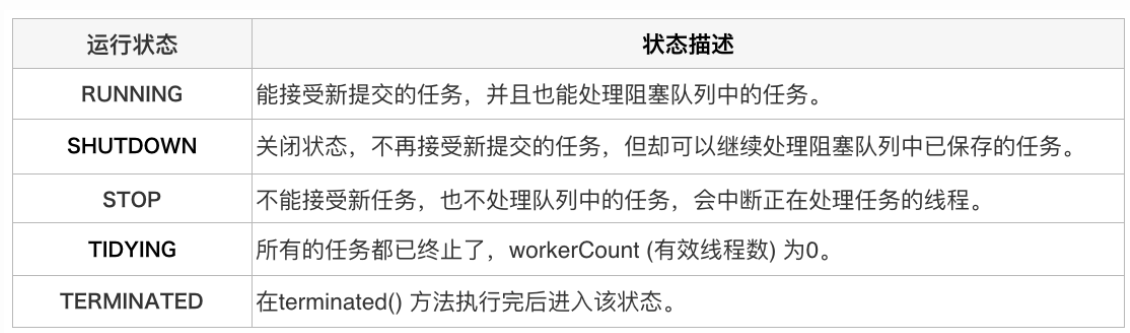 运行状态 状态描述
RUNNING 能接受新提交的任务，并且也能处理阻塞队列中的任务。
SHUTDOWN 关闭状态，不再接受新提交的任务，但却可以继续处理阻塞队列中已保存的任务。
STOP 不能接受新任务，也不处理队列中的任务，会中断正在处理任务的线程。
TIDYING 所有的任务都已终止了，workerCount (有效线程数) 为0。
TERMINATED 在terminated() 方法执行完后进入该状态。